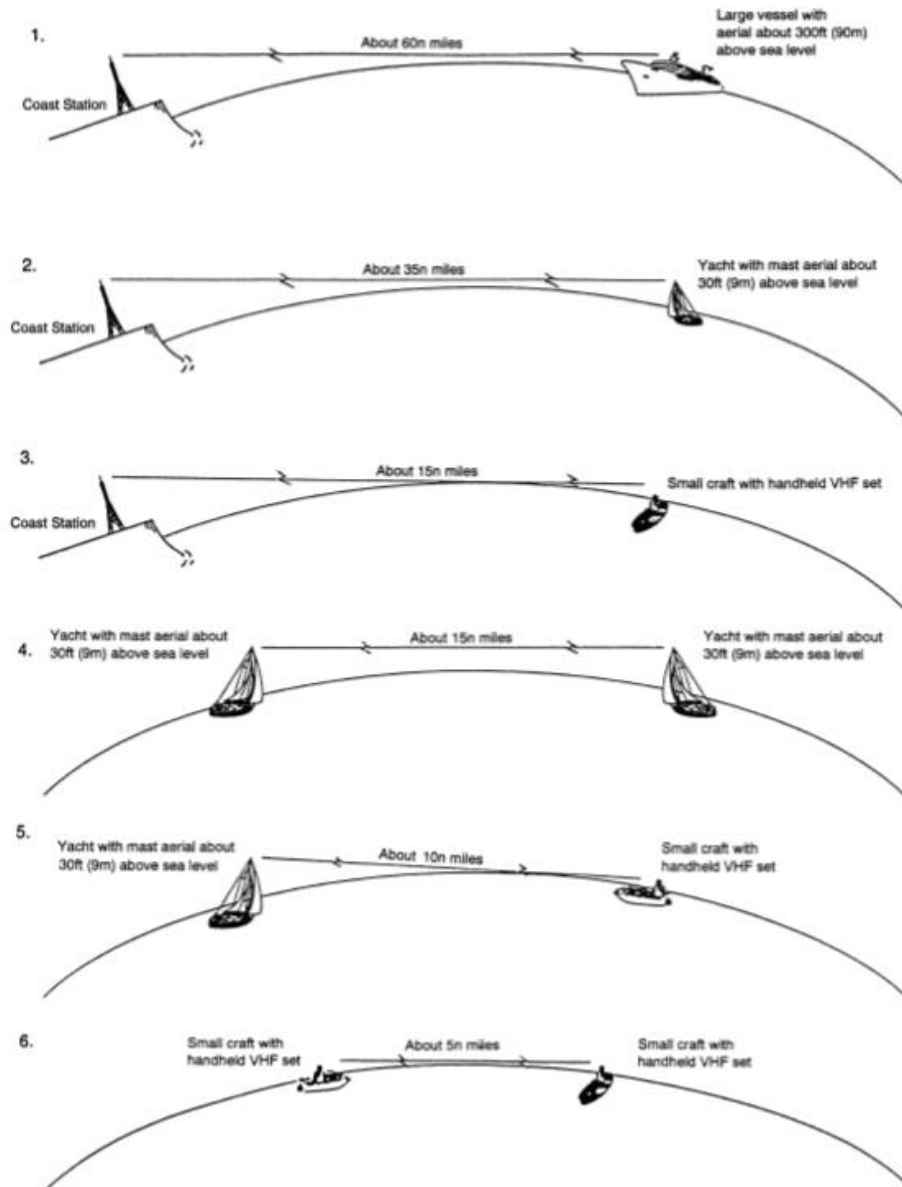 1.
About 60n miles
Large vessel with
aerial about 300ft (90m)
above sea level
Coast Station
2.
About 35n miles
Yacht with mast aerial about
30ft (9m) above sea level
Coast Station
3.
About 15n miles
Small craft with handheld VHF set
Coast Station
4.
Yacht with mast aerial about
30ft (9m) above sea level
About 15n miles
Yacht with mast aerial about
30ft (9m) above sea level
5.
Yacht with mast aerial about
30ft (9m) above sea level
About 10n miles
Small craft with
handheld VHF set
6.
Small craft with
handheld VHF set
About 5n miles
Small craft with
handheld VHF set